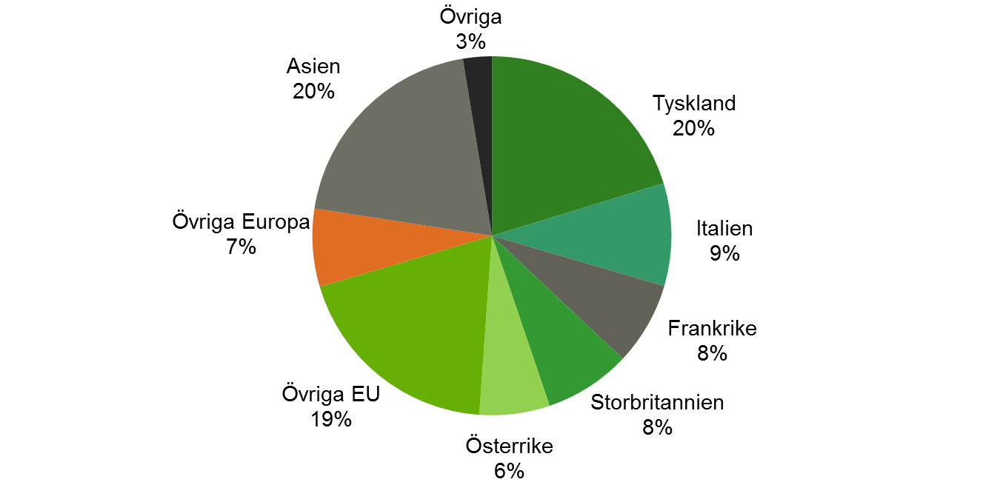 Övriga
3%
Tyskland
20%
Italien
9%
Frankrike
8%
Storbritannien
8%
Österrike
6%
Övriga EU
19%
Övriga Europa
7%
Asien
20%